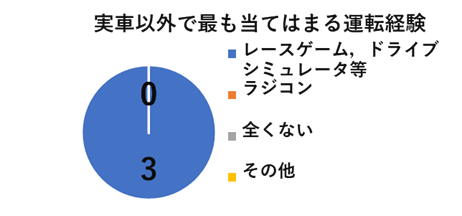 実車以外で最も当てはまる運転経験
レースゲーム，ドライブ
シミュレータ等
ラジコン
全くない
その他
0
3